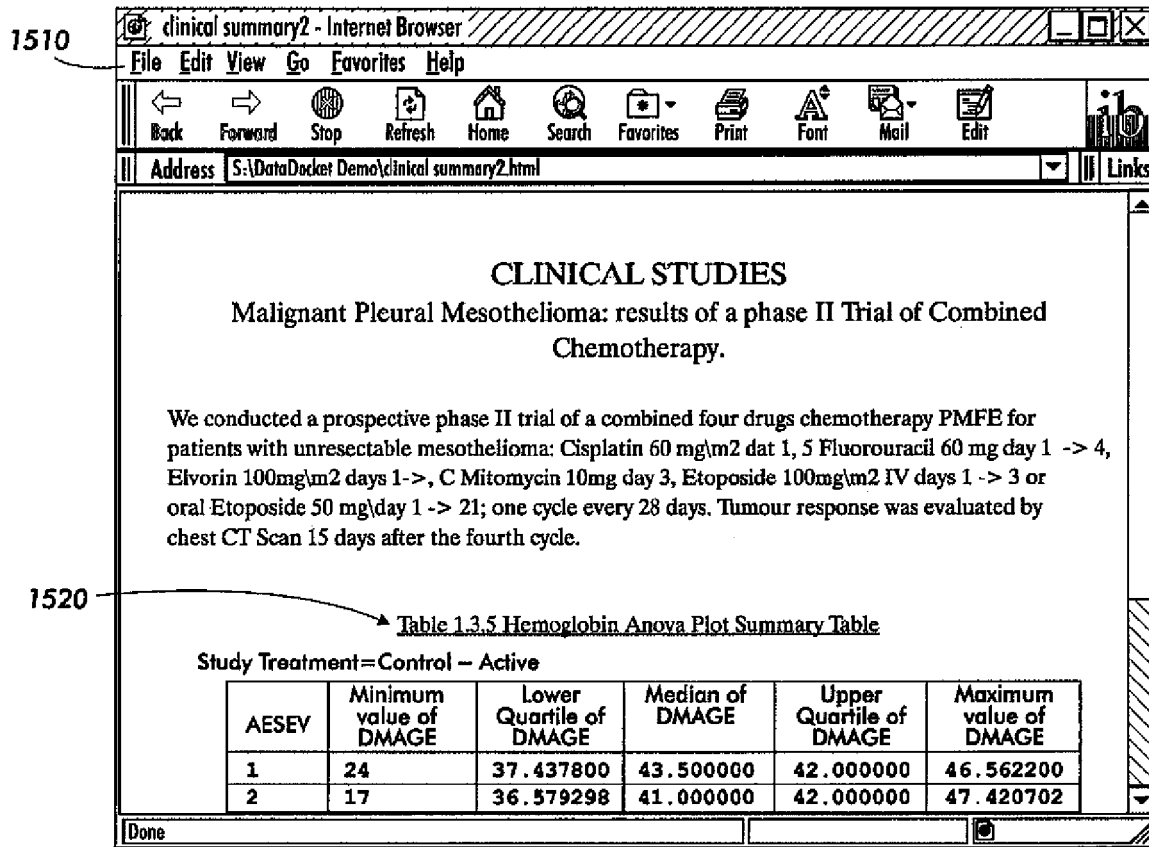 1510
clinical summary2 - Internet Browser
File Edit View Go Favorites Help
Back Forward Stop Refresh Home Search Favorites Print Font Mail Edit
ib
Address S:\DataDocket Demo\clinical summary2.html Links
CLINICAL STUDIES
Malignant Pleural Mesothelioma: results of a phase II Trial of Combined
Chemotherapy.
We conducted a prospective phase II trial of a combined four drugs chemotherapy PMFE for
patients with unresectable mesothelioma: Cisplatin 60 mg\m2 dat 1, 5 Fluorouracil 60 mg day 1 -> 4,
Elvorin 100mg\m2 days 1->, C Mitomycin 10mg day 3, Etoposide 100mg\m2 IV days 1 -> 3 or
oral Etoposide 50 mg\day 1 -> 21; one cycle every 28 days. Tumour response was evaluated by
chest CT Scan 15 days after the fourth cycle.
1520
Table 1.3.5 Hemoglobin Anova Plot Summary Table
Study Treatment=Control – Active
AESEV Minimum value of DMAGE Lower Quartile of DMAGE Median of DMAGE Upper Quartile of DMAGE Maximum value of DMAGE
1 24 37.437800 43.500000 42.000000 46.562200
2 17 36.579298 41.000000 42.000000 47.420702
Done